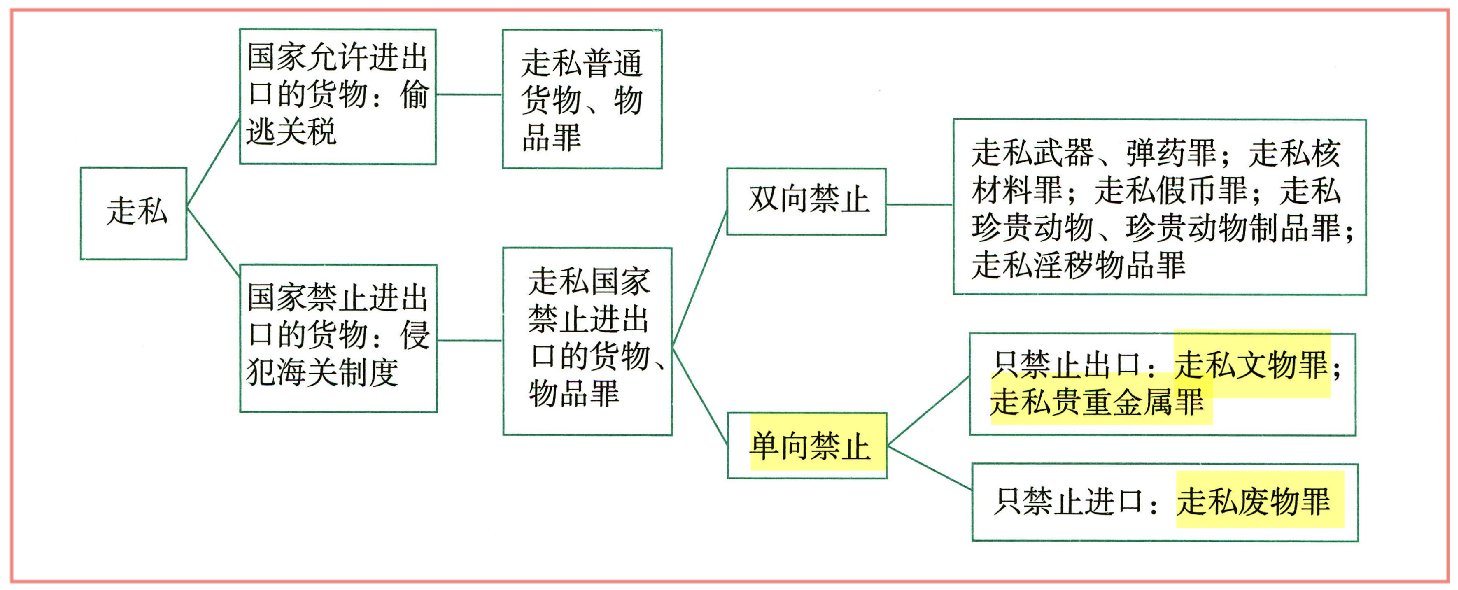 走私
国家允许进出
口的货物：偷
逃关税
走私普通
货物、物
品罪
国家禁止进出
口的货物：侵
犯海关制度
走私国家
禁止进出
口的货物、
物品罪
双向禁止
走私武器、弹药罪；走私核
材料罪；走私假币罪；走私
珍贵动物、珍贵动物制品罪；
走私淫秽物品罪
单向禁止
只禁止出口：走私文物罪；
走私贵重金属罪
只禁止进口：走私废物罪